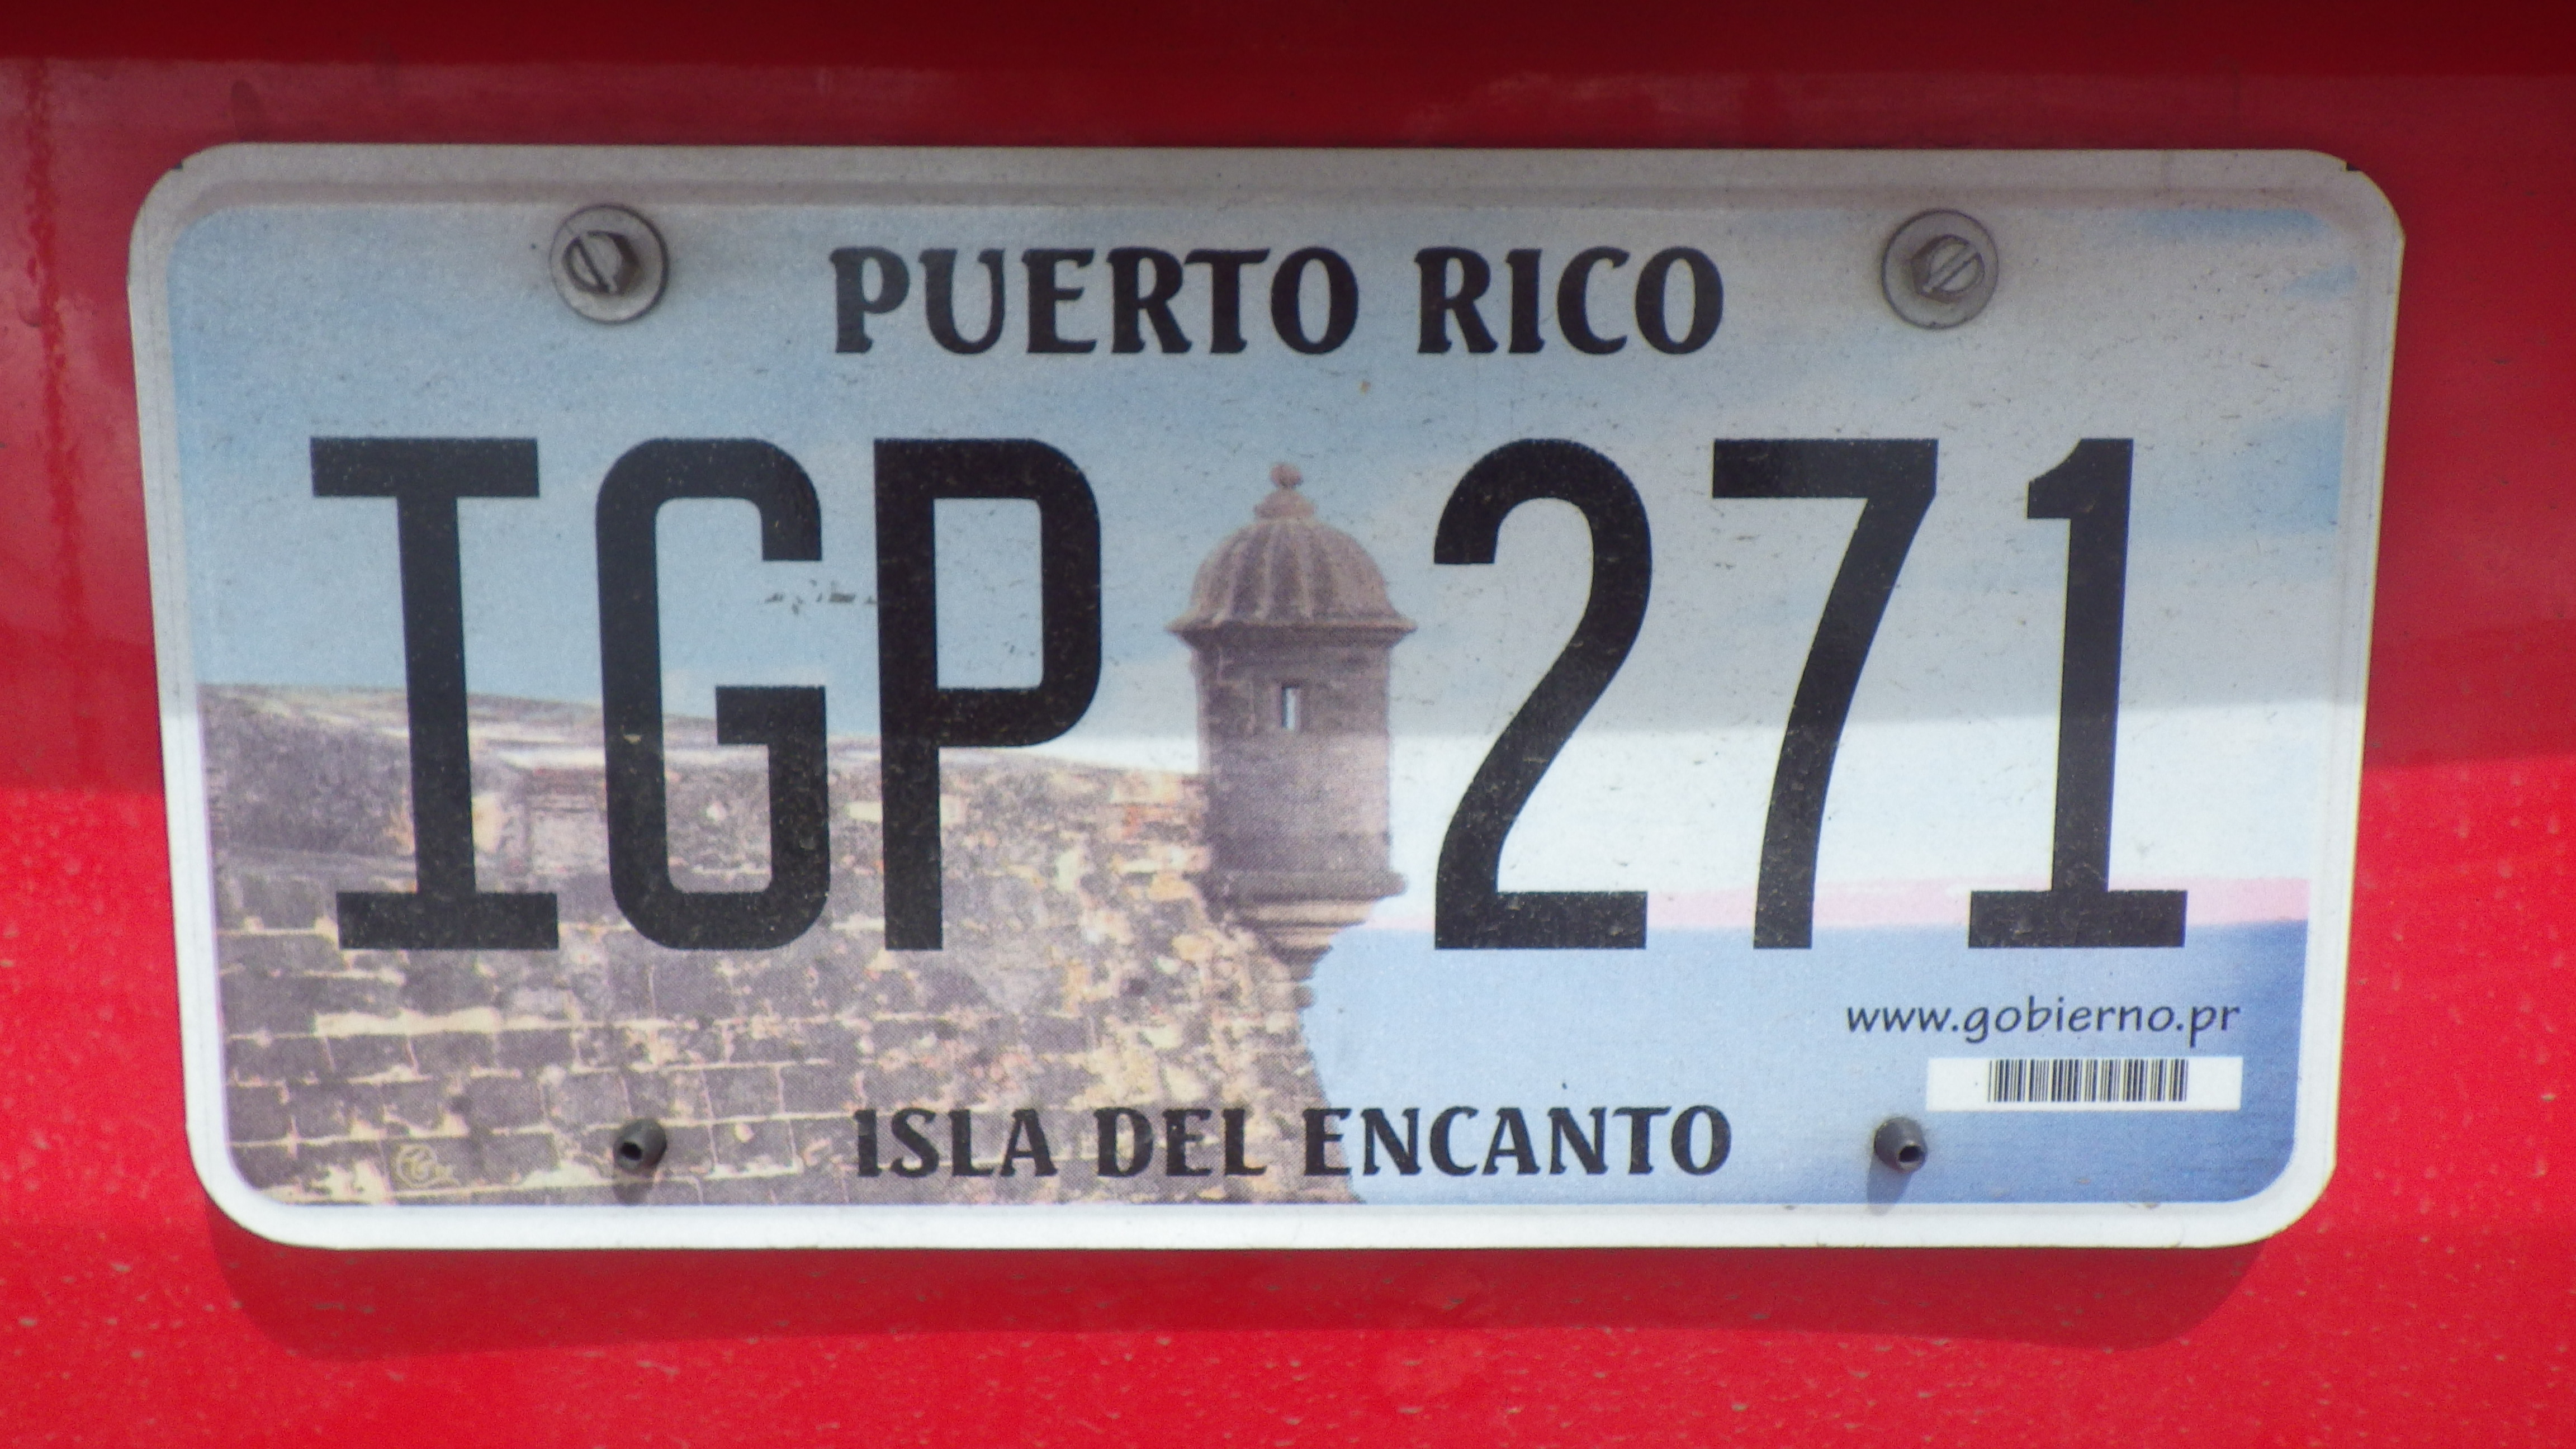 PUERTO RICO
IGP 271
www.gobierno.pr
ISLA DEL ENCANTO